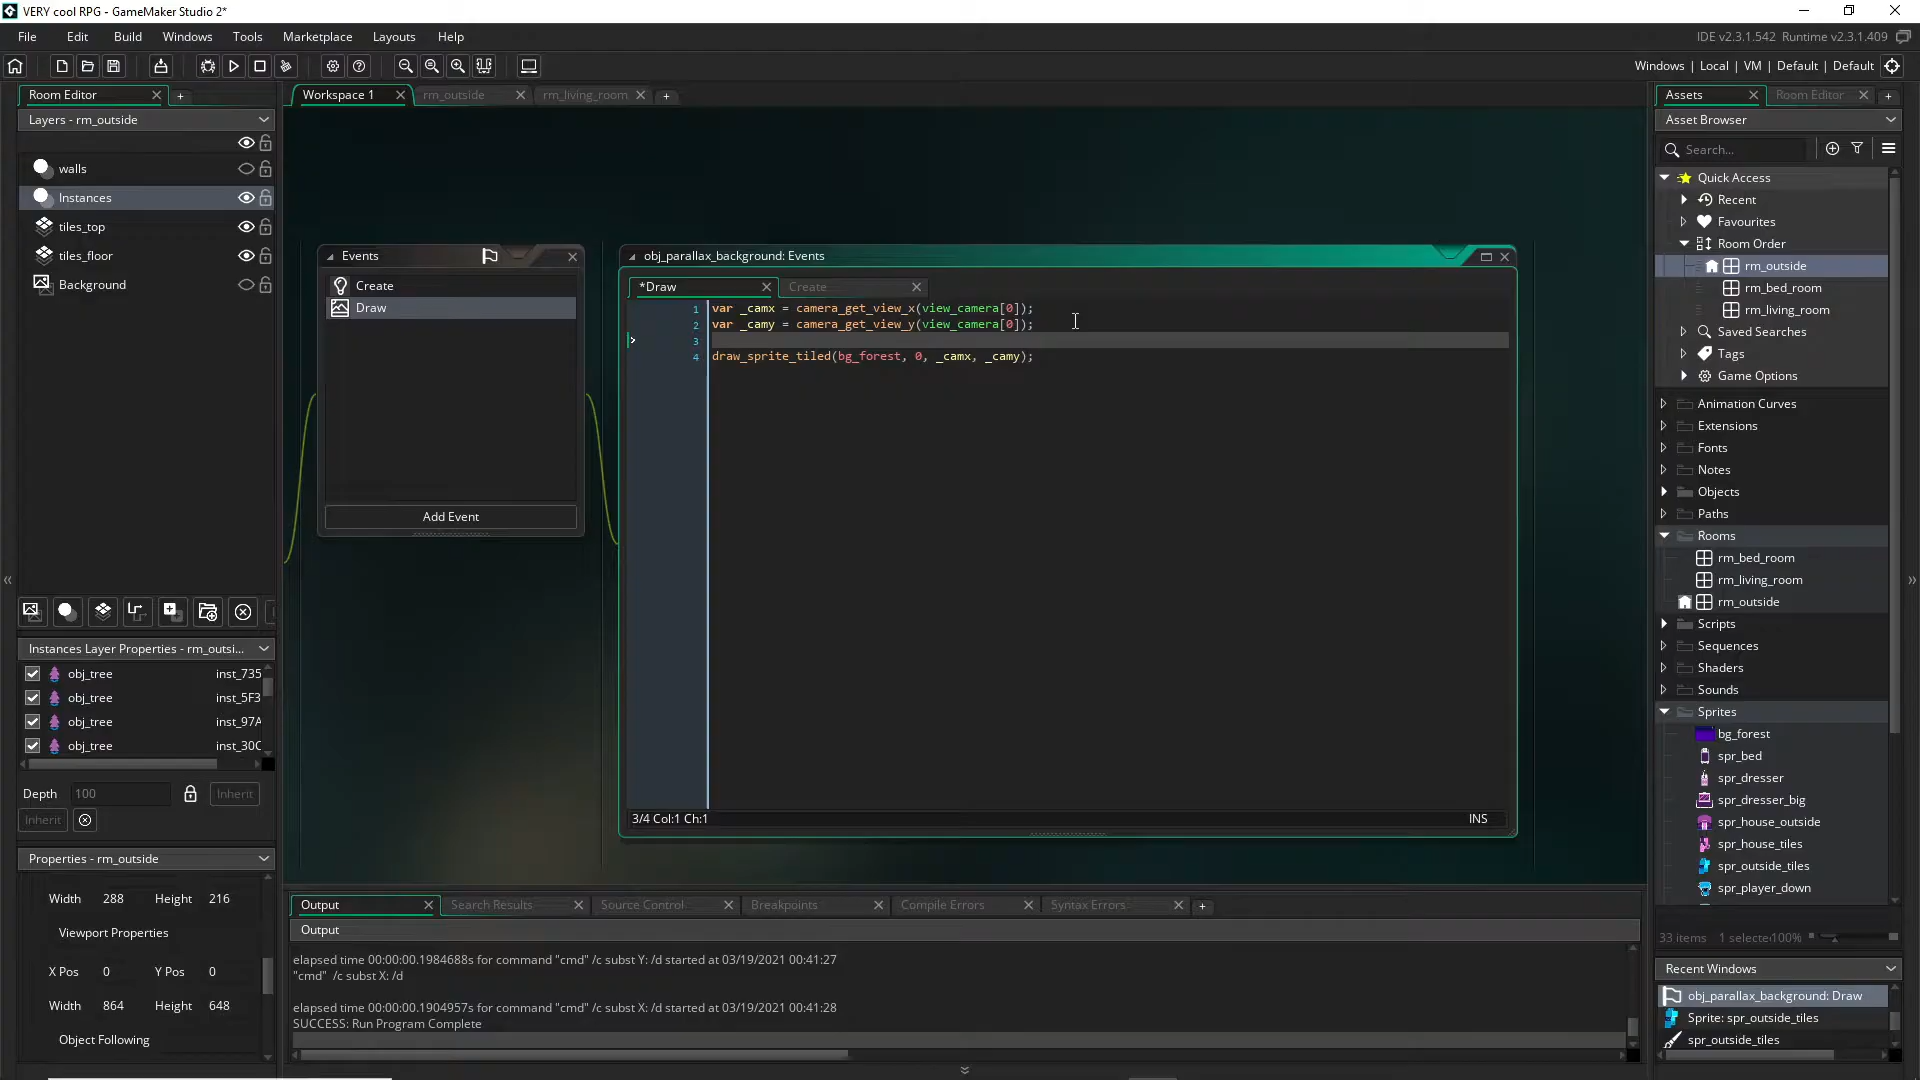 VERY cool RPG - GameMaker Studio 2*
File Edit Build Windows Tools Marketplace Layouts Help
IDE v2.3.1.542 Runtime v2.3.1.409
Windows | Local | VM | Default | Default
Room Editor
Layers - rm_outside
walls
Instances
tiles_top
tiles_floor
Background
Instances Layer Properties - rm_outsi...
obj_tree inst_735
obj_tree inst_5F3
obj_tree inst_97A
obj_tree inst_30C
Depth 100 Inherit
Inherit
Properties - rm_outside
Width 288 Height 216
Viewport Properties
X Pos 0 Y Pos 0
Width 864 Height 648
Object Following
Workspace 1 rm_outside rm_living_room
Events
Create
Draw
Add Event
obj_parallax_background: Events
*Draw Create
1 var _camx = camera_get_view_x(view_camera[0]);
2 var _camy = camera_get_view_y(view_camera[0]);
3
4 draw_sprite_tiled(bg_forest, 0, _camx, _camy);
3/4 Col:1 Ch:1 INS
Output Search Results Source Control Breakpoints Compile Errors Syntax Errors
Output
elapsed time 00:00:00.1984688s for command "cmd" /c subst Y: /d started at 03/19/2021 00:41:27
"cmd" /c subst X: /d
elapsed time 00:00:00.1904957s for command "cmd" /c subst X: /d started at 03/19/2021 00:41:28
SUCCESS: Run Program Complete
Assets Room Editor
Asset Browser
Search...
Quick Access
Recent
Favourites
Room Order
rm_outside
rm_bed_room
rm_living_room
Saved Searches
Tags
Game Options
Animation Curves
Extensions
Fonts
Notes
Objects
Paths
Rooms
rm_bed_room
rm_living_room
rm_outside
Scripts
Sequences
Shaders
Sounds
Sprites
bg_forest
spr_bed
spr_dresser
spr_dresser_big
spr_house_outside
spr_house_tiles
spr_outside_tiles
spr_player_down
33 items 1 selecte 100%
Recent Windows
obj_parallax_background: Draw
Sprite: spr_outside_tiles
spr_outside_tiles